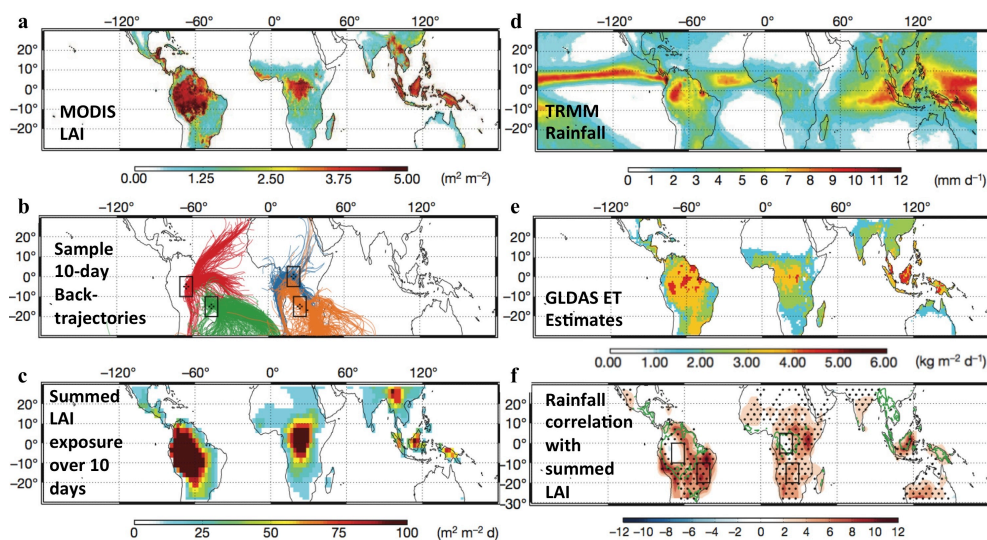 a
−120° −60° 0° 60° 120°
20°
10°
0°
−10°
−20°
MODIS
LAI
0.00 1.25 2.50 3.75 5.00 (m² m⁻²)
b
−120° −60° 0° 60° 120°
20°
10°
0°
−10°
−20°
Sample
10-day
Back-
trajectories
c
−120° −60° 0° 60° 120°
20°
10°
0°
−10°
−20°
Summed
LAI
exposure
over 10
days
0 25 50 75 100 (m² m⁻² d)
d
−120° −60° 0° 60° 120°
20°
10°
0°
−10°
−20°
TRMM
Rainfall
0 1 2 3 4 5 6 7 8 9 10 11 12 (mm d⁻¹)
e
−120° −60° 0° 60° 120°
20°
10°
0°
−10°
−20°
GLDAS ET
Estimates
0.00 1.00 2.00 3.00 4.00 5.00 6.00 (kg m⁻² d⁻¹)
f
−120° −60° 0° 60° 120°
20°
10°
0°
−10°
−20°
−30°
Rainfall
correlation
with
summed
LAI
−12 −10 −8 −6 −4 −2 0 2 4 6 8 10 12